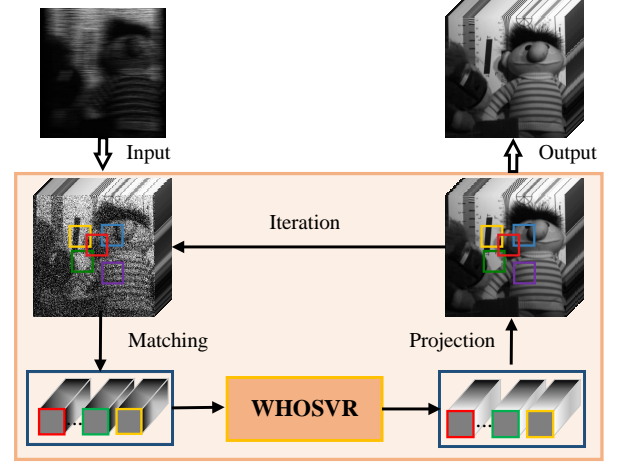 Input
Output
Iteration
Matching
Projection
...
WHOSVR
...